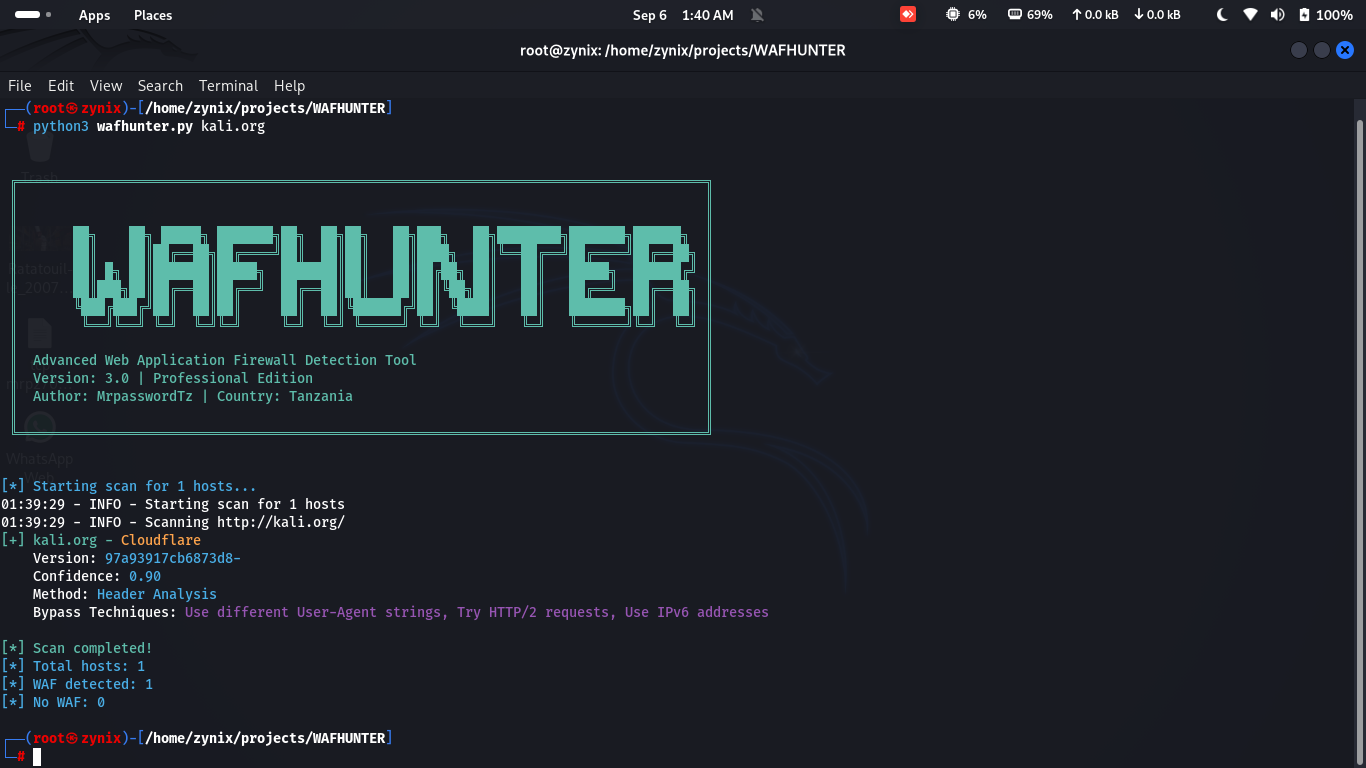 Apps Places Sep 6 1:40 AM 6% 69% 0.0 kB 0.0 kB 100%
root@zynix: /home/zynix/projects/WAFHUNTER
File Edit View Search Terminal Help
┌──(root㉿zynix)-[/home/zynix/projects/WAFHUNTER]
└─# python3 wafhunter.py kali.org
Trash
WAFHUNTER
Advanced Web Application Firewall Detection Tool
Version: 3.0 | Professional Edition
Author: MrpasswordTz | Country: Tanzania
WhatsApp
[*] Starting scan for 1 hosts...
01:39:29 - INFO - Starting scan for 1 hosts
01:39:29 - INFO - Scanning http://kali.org/
[+] kali.org - Cloudflare
Version: 97a93917cb6873d8-
Confidence: 0.90
Method: Header Analysis
Bypass Techniques: Use different User-Agent strings, Try HTTP/2 requests, Use IPv6 addresses
[*] Scan completed!
[*] Total hosts: 1
[*] WAF detected: 1
[*] No WAF: 0
┌──(root㉿zynix)-[/home/zynix/projects/WAFHUNTER]
└─#